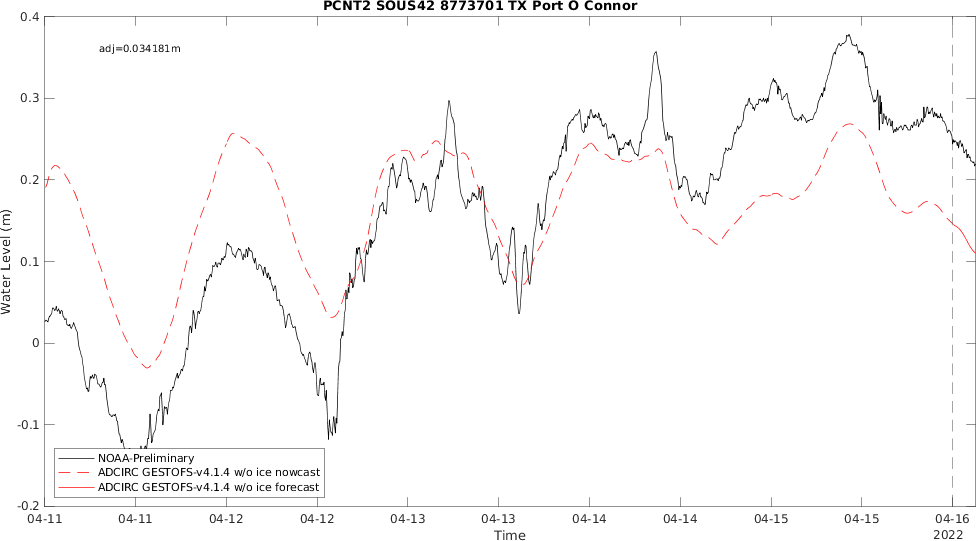 PCNT2 SOUS42 8773701 TX Port O Connor
adj=0.034181m
0.4
0.3
0.2
0.1
0
-0.1
-0.2
Water Level (m)
NOAA-Preliminary
ADCIRC GESTOFS-v4.1.4 w/o ice nowcast
ADCIRC GESTOFS-v4.1.4 w/o ice forecast
04-11 04-11 04-12 04-12 04-13 04-13 04-14 04-14 04-15 04-15 04-16
Time
2022